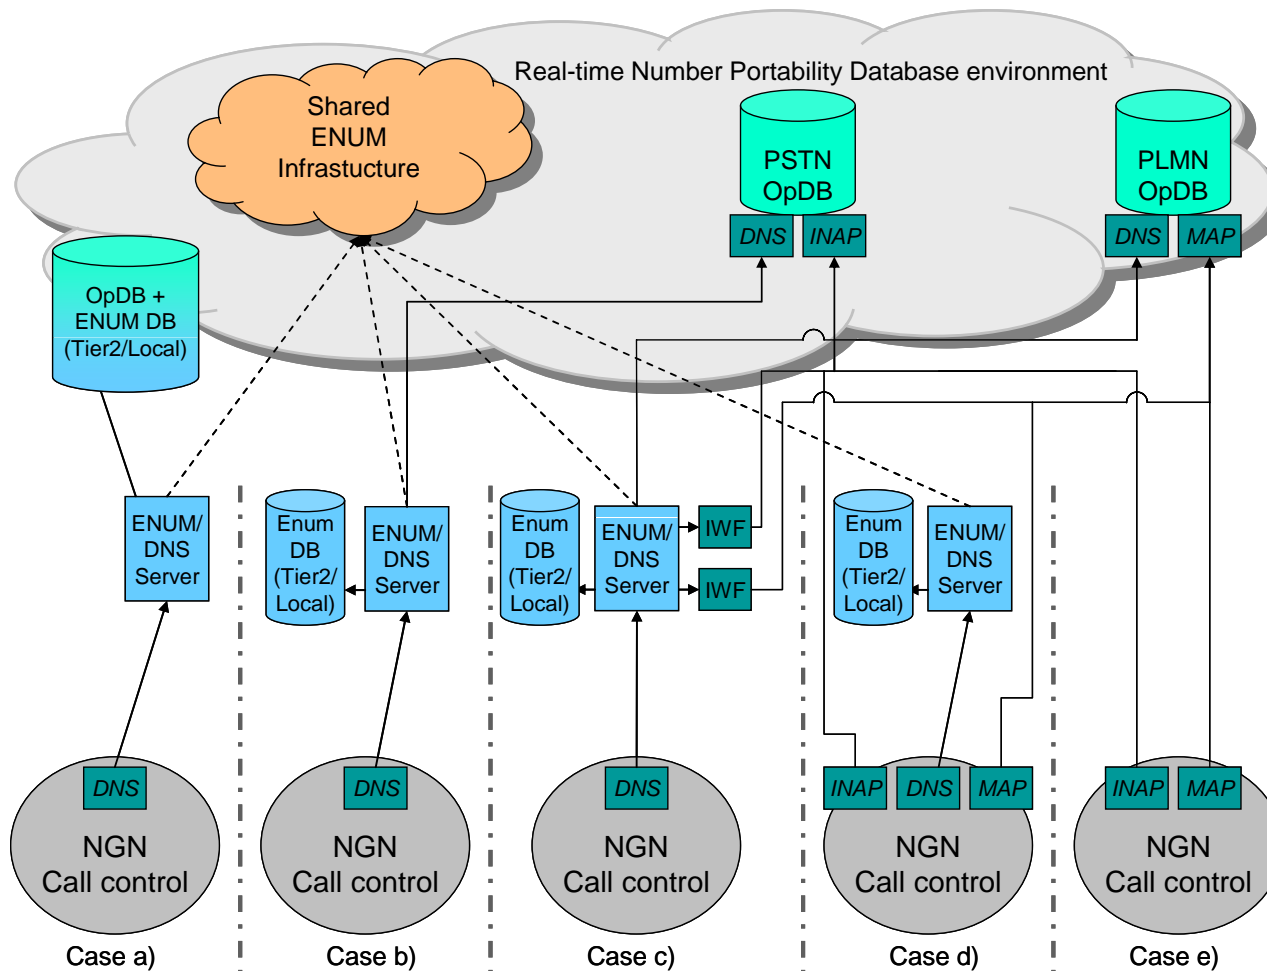 Real-time Number Portability Database environment
Shared
ENUM
Infrastucture
PSTN
OpDB
PLMN
OpDB
DNS
INAP
DNS
MAP
OpDB +
ENUM DB
(Tier2/Local)
ENUM/
DNS
Server
Enum
DB
(Tier2/
Local)
ENUM/
DNS
Server
Enum
DB
(Tier2/
Local)
ENUM/
DNS
Server
IWF
IWF
Enum
DB
(Tier2/
Local)
ENUM/
DNS
Server
DNS
NGN
Call control
DNS
NGN
Call control
DNS
NGN
Call control
INAP
DNS
MAP
NGN
Call control
INAP
MAP
NGN
Call control
Case a)
Case b)
Case c)
Case d)
Case e)